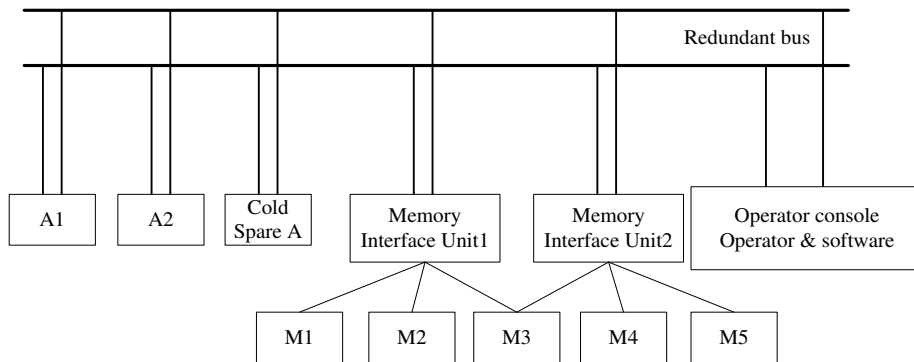 Redundant bus
A1
A2
Cold
Spare A
Memory
Interface Unit1
Memory
Interface Unit2
Operator console
Operator & software
M1
M2
M3
M4
M5